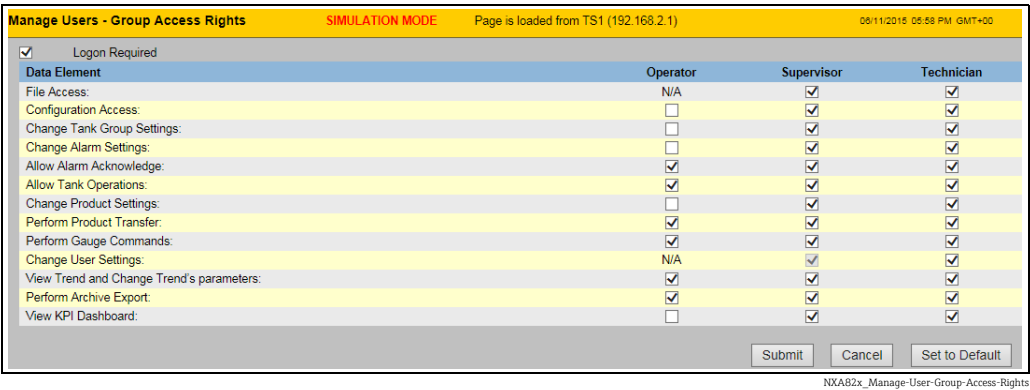 Manage Users - Group Access Rights SIMULATION MODE Page is loaded from TS1 (192.168.2.1) 06/11/2015 05:58 PM GMT+00
Logon Required
Data Element Operator Supervisor Technician
File Access: N/A
Configuration Access:
Change Tank Group Settings:
Change Alarm Settings:
Allow Alarm Acknowledge:
Allow Tank Operations:
Change Product Settings:
Perform Product Transfer:
Perform Gauge Commands:
Change User Settings: N/A
View Trend and Change Trend's parameters:
Perform Archive Export:
View KPI Dashboard:
Submit Cancel Set to Default
NXA82x_Manage-User-Group-Access-Rights